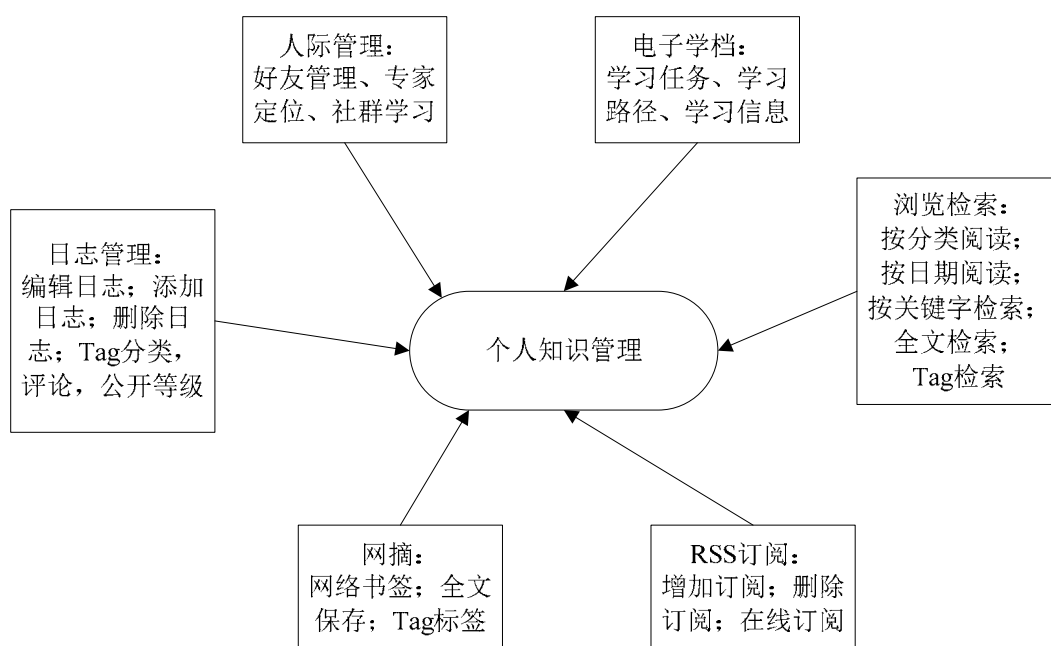 人际管理：
好友管理、专家
定位、社群学习
电子学档：
学习任务、学习
路径、学习信息
浏览检索：
按分类阅读；
按日期阅读；
按关键字检索；
全文检索；
Tag检索
日志管理：
编辑日志；添加
日志；删除日
志；Tag分类，
评论，公开等级
个人知识管理
网摘：
网络书签；全文
保存；Tag标签
RSS订阅：
增加订阅；删除
订阅；在线订阅